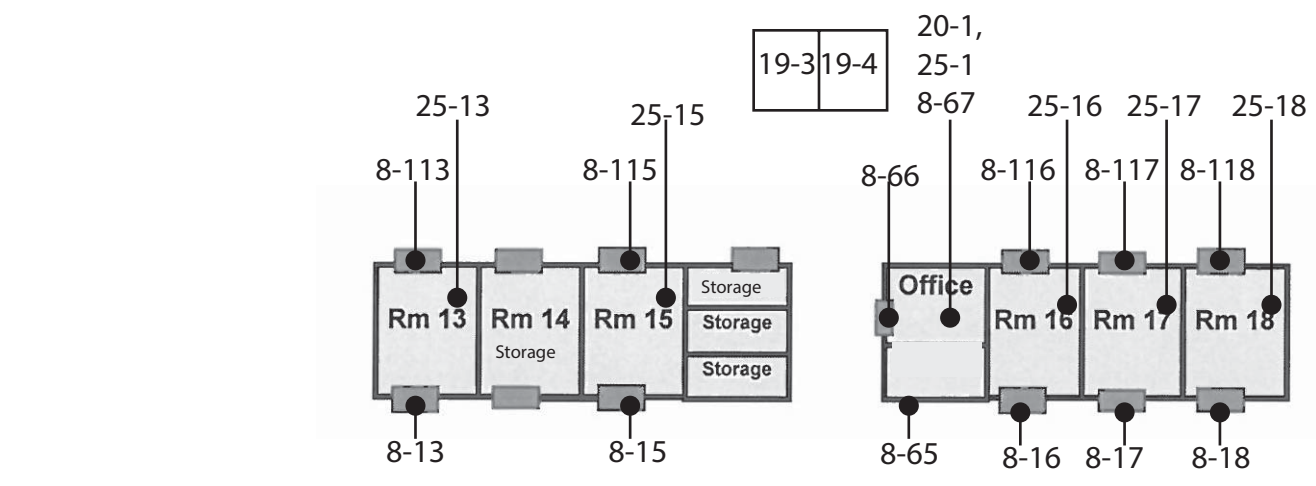 20-1,
19-3 19-4 25-1
25-13 25-15 8-67 25-16 25-17 25-18
8-113 8-115 8-66 8-116 8-117 8-118
Office
Storage
Rm 13 Rm 14 Rm 15 Storage Rm 16 Rm 17 Rm 18
Storage
Storage
8-13 8-15 8-65 8-16 8-17 8-18